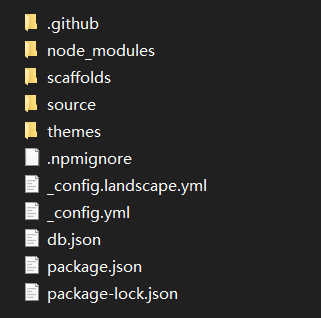 .github
node_modules
scaffolds
source
themes
.npmignore
_config.landscape.yml
_config.yml
db.json
package.json
package-lock.json